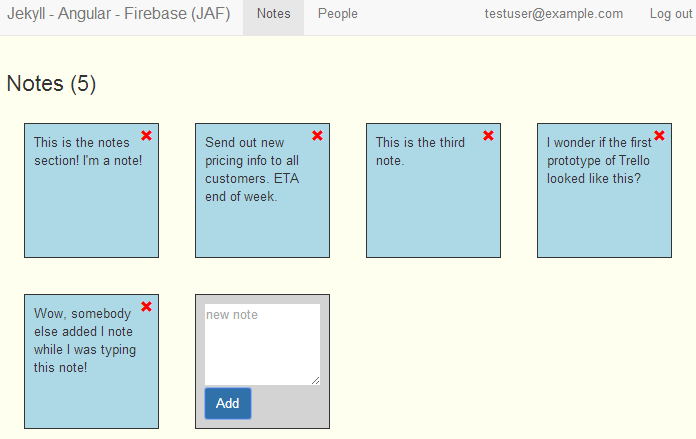 Jekyll - Angular - Firebase (JAF) Notes People testuser@example.com Log out
Notes (5)
This is the notes
section! I'm a note!
Send out new
pricing info to all
customers. ETA
end of week.
This is the third
note.
I wonder if the first
prototype of Trello
looked like this?
Wow, somebody
else added I note
while I was typing
this note!
new note
Add